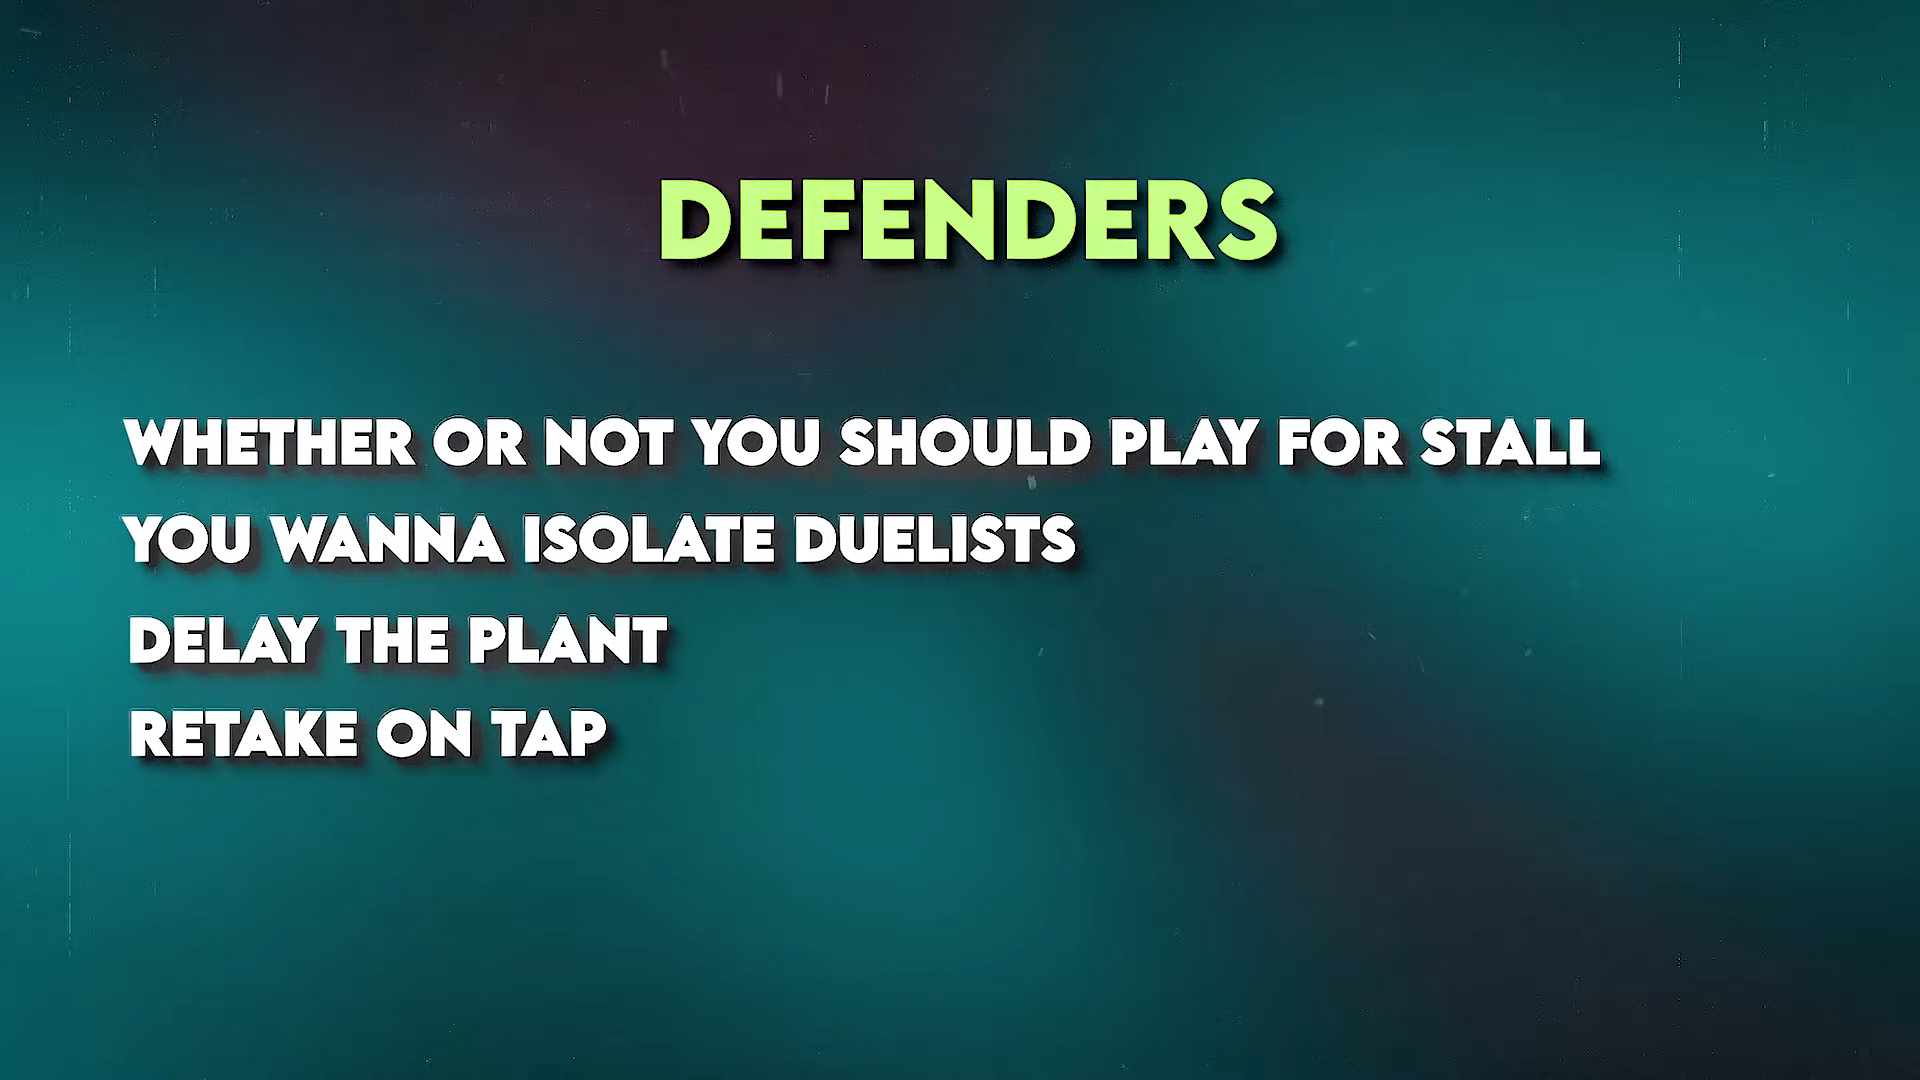 DEFENDERS
WHETHER OR NOT YOU SHOULD PLAY FOR STALL
YOU WANNA ISOLATE DUELISTS
DELAY THE PLANT
RETAKE ON TAP